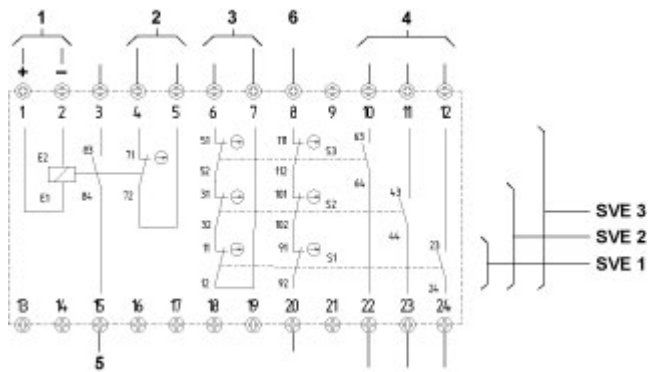 1 2 3 6 4
+ −
1 2 3 4 5 6 7 8 9 10 11 12
83 71 51 111 63
E2 S3
52 112
84 72 31 101 64 43
E1 S2
32 102
11 91 44 23
S1
12 92 24
13 14 15 16 17 18 19 20 21 22 23 24
5
SVE 3
SVE 2
SVE 1